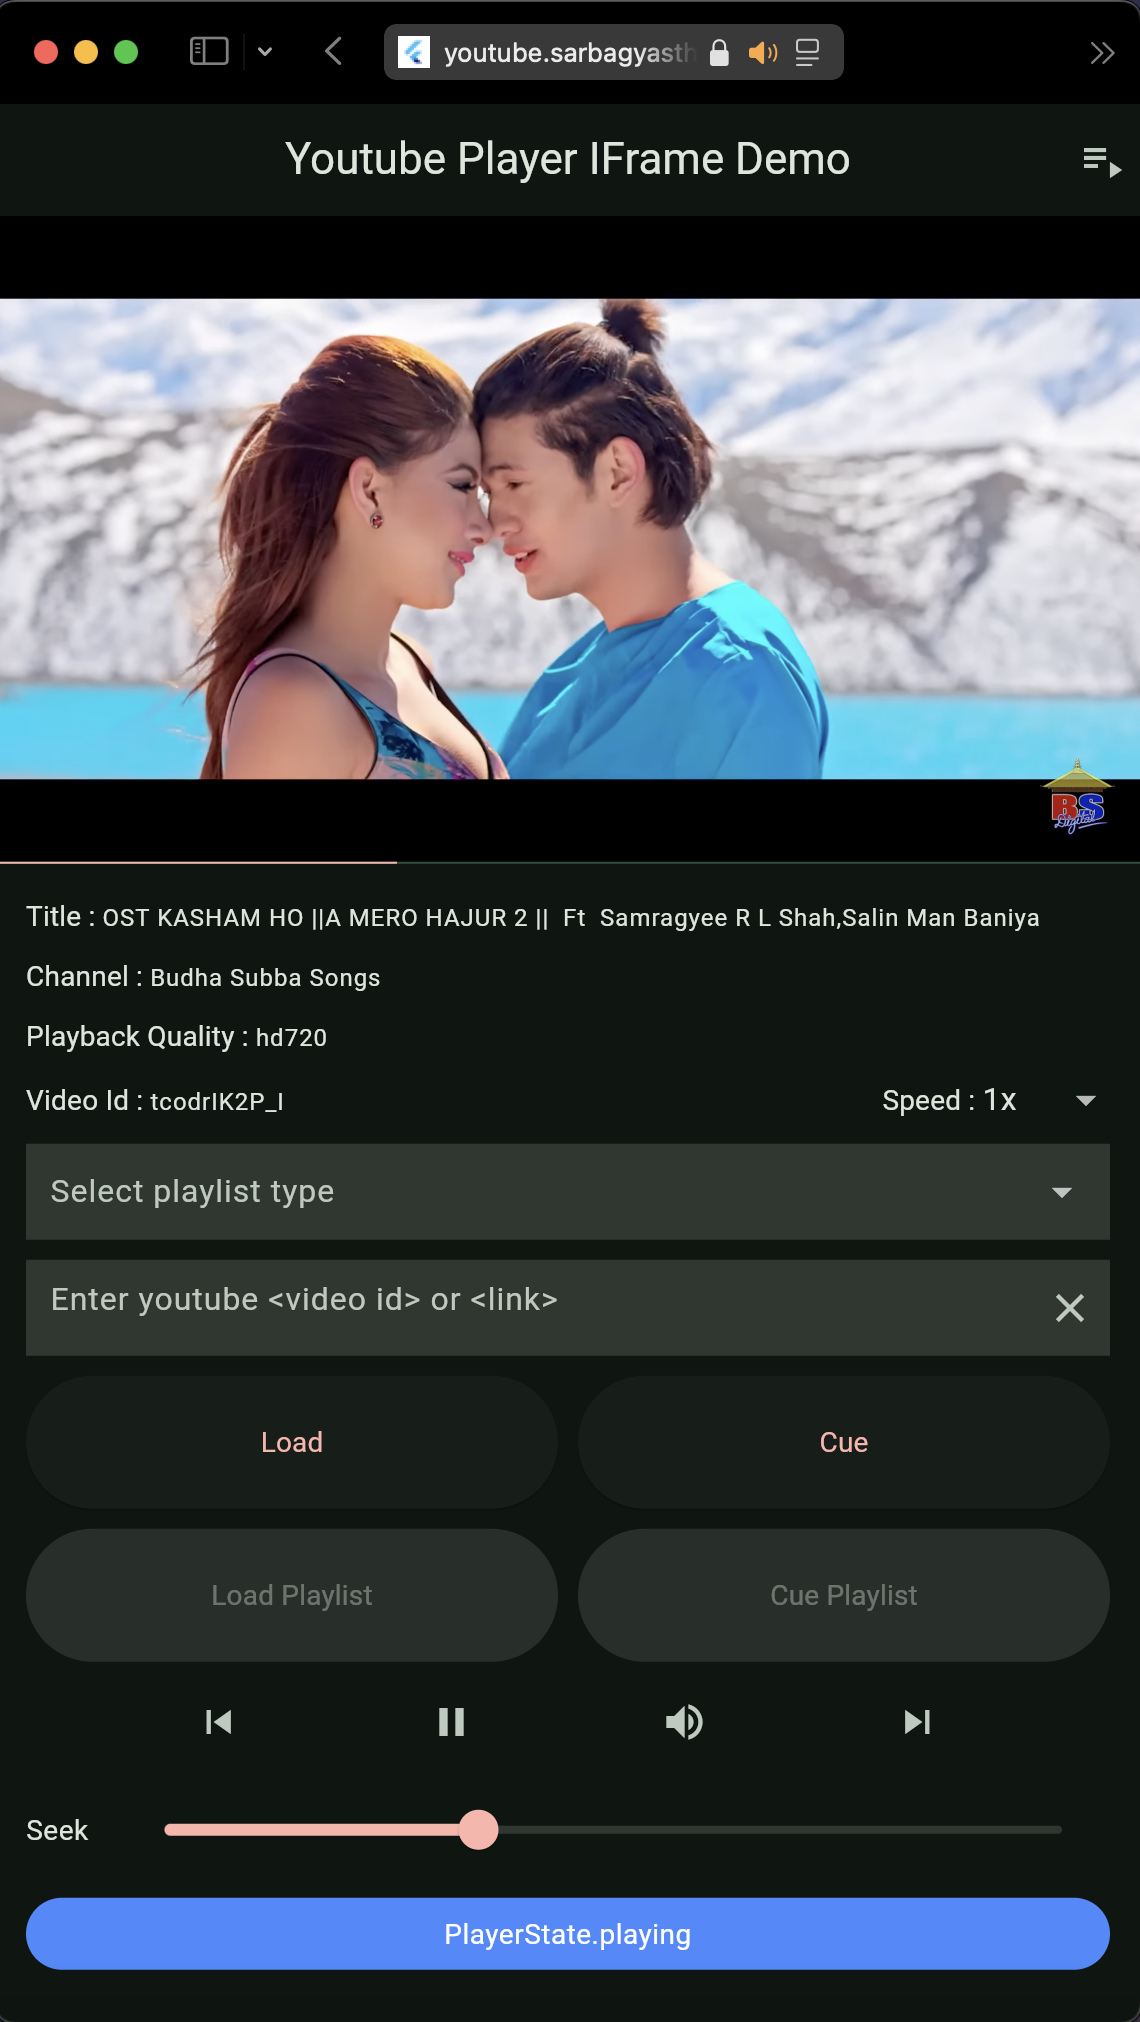 youtube.sarbagyasth
Youtube Player IFrame Demo
BS
Digital
Title : OST KASHAM HO ||A MERO HAJUR 2 || Ft Samragyee R L Shah,Salin Man Baniya
Channel : Budha Subba Songs
Playback Quality : hd720
Video Id : tcodrIK2P_I
Speed : 1x
Select playlist type
Enter youtube <video id> or <link>
Load
Cue
Load Playlist
Cue Playlist
Seek
PlayerState.playing